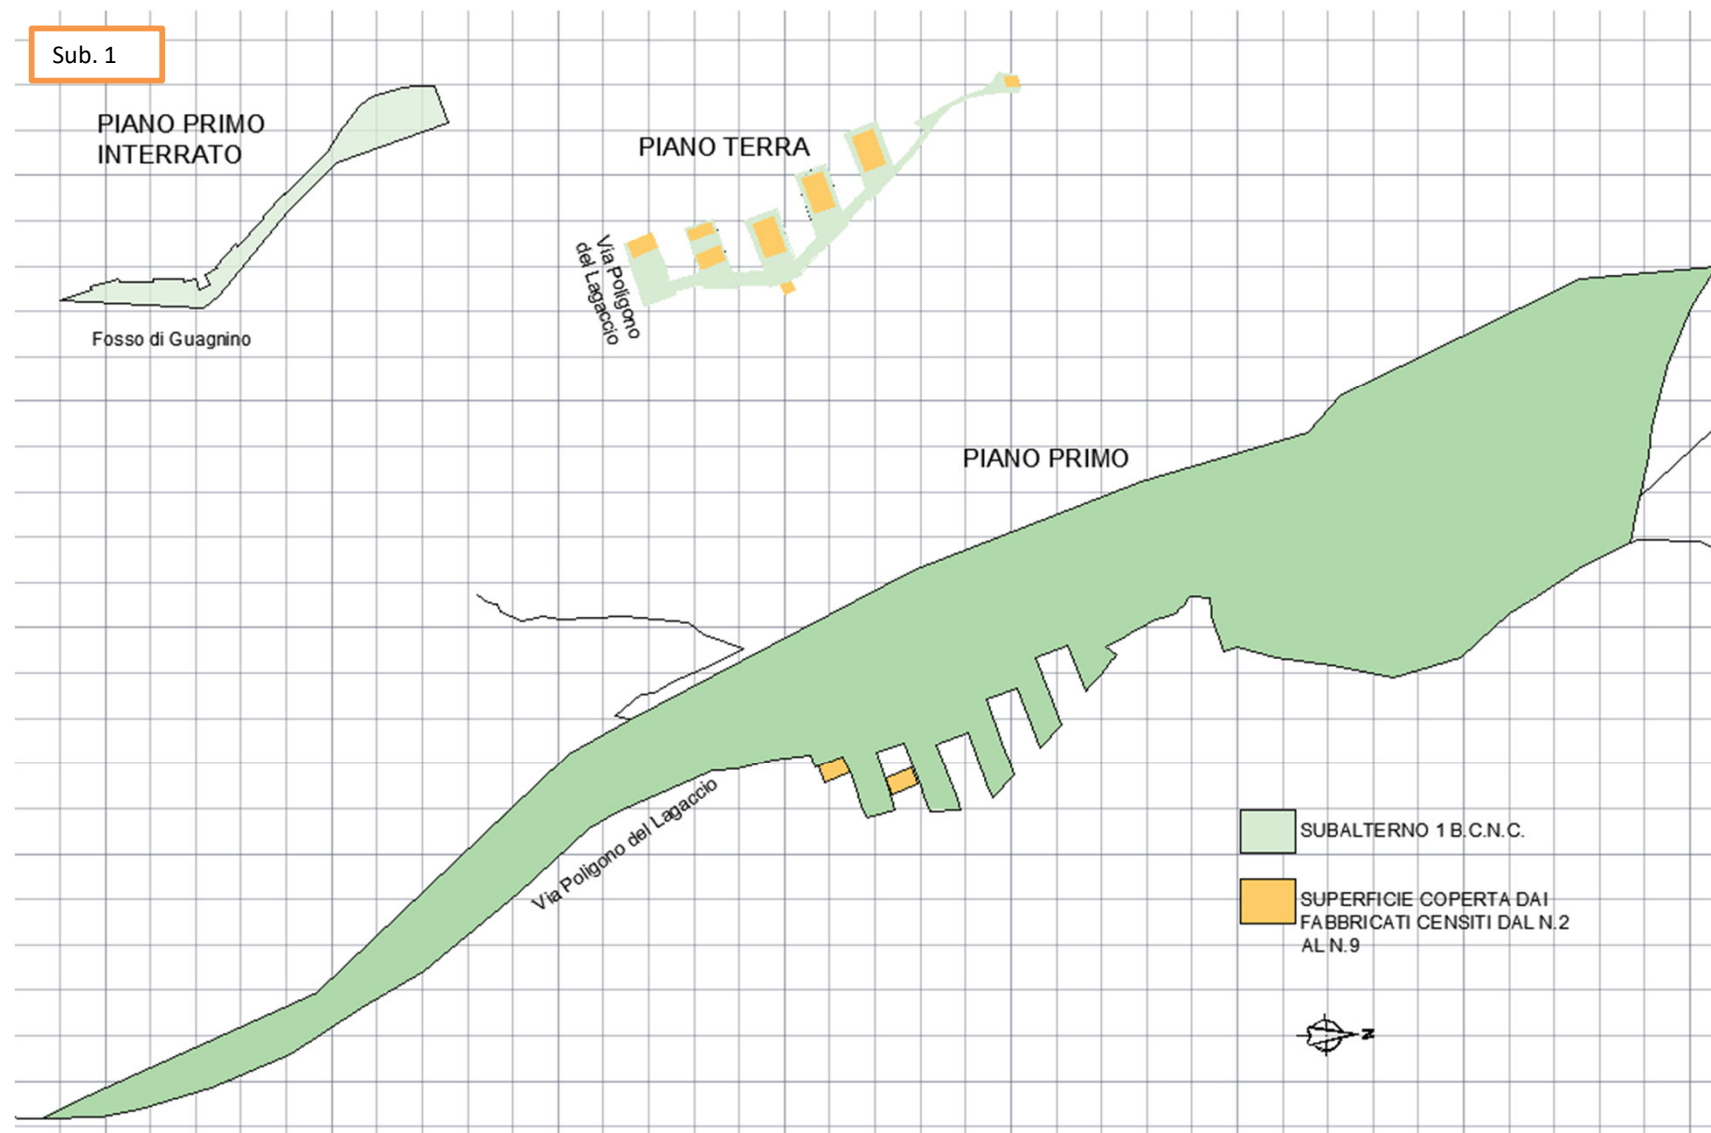 Sub. 1
PIANO PRIMO
INTERRATO
PIANO TERRA
Via Poligono
del Lagaccio
Fosso di Guagnino
PIANO PRIMO
Via Poligono del Lagaccio
SUBALTERNO 1 B.C.N.C.
SUPERFICIE COPERTA DAI
FABBRICATI CENSITI DAL N.2
AL N.9
N